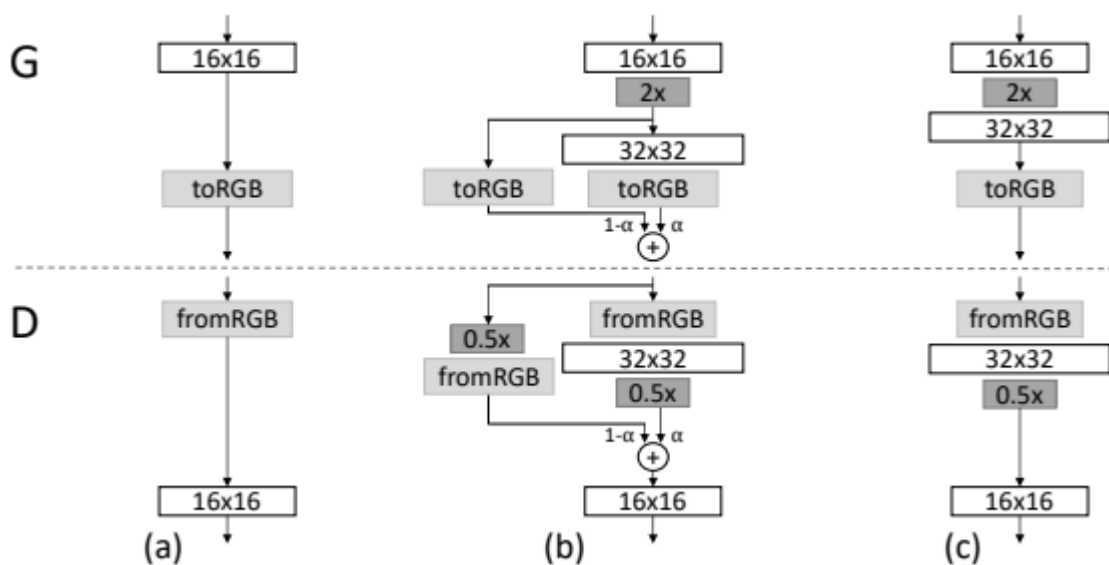 G
16x16
toRGB
16x16
2x
32x32
toRGB
toRGB
1-α
α
+
16x16
2x
32x32
toRGB
D
fromRGB
16x16
0.5x
fromRGB
fromRGB
32x32
0.5x
1-α
α
+
16x16
fromRGB
32x32
0.5x
16x16
(a)
(b)
(c)